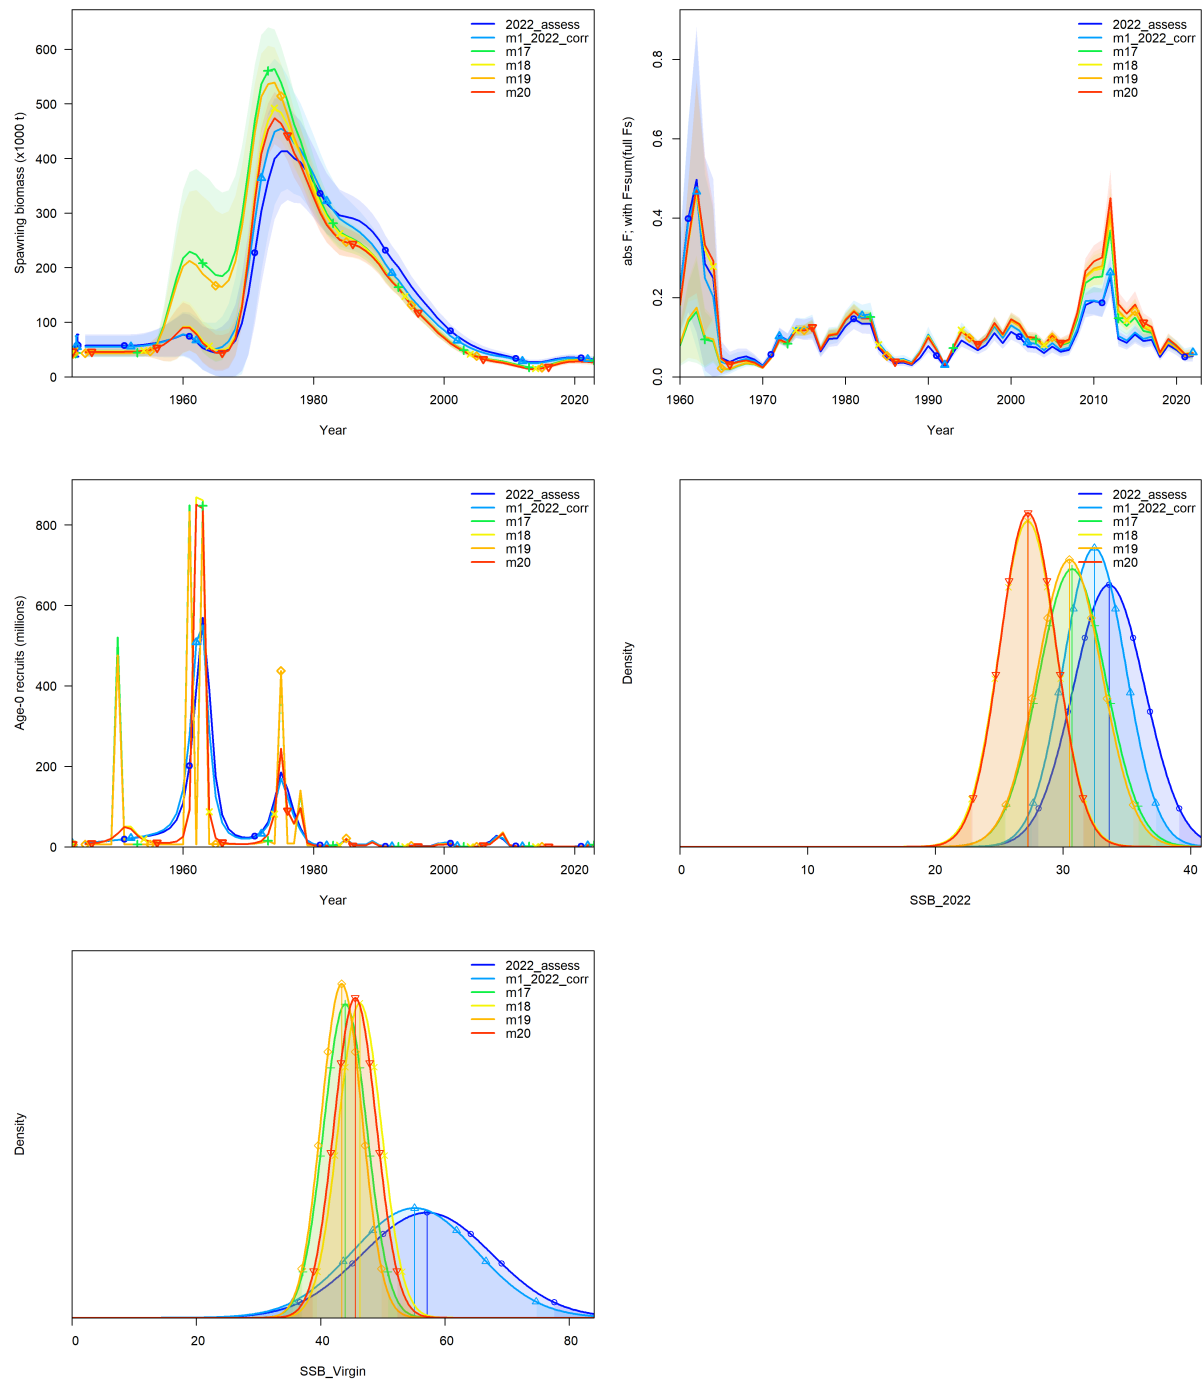 2022_assess
m1_2022_corr
m17
m18
m19
m20
Spawning biomass (x1000 t)
600
500
400
300
200
100
0
1960
1980
2000
2020
Year
2022_assess
m1_2022_corr
m17
m18
m19
m20
abs F; with F=sum(full Fs)
0.8
0.6
0.4
0.2
0.0
1960
1970
1980
1990
2000
2010
2020
Year
2022_assess
m1_2022_corr
m17
m18
m19
m20
Age-0 recruits (millions)
800
600
400
200
0
1960
1980
2000
2020
Year
2022_assess
m1_2022_corr
m17
m18
m19
m20
Density
0
10
20
30
40
SSB_2022
2022_assess
m1_2022_corr
m17
m18
m19
m20
Density
0
20
40
60
80
SSB_Virgin